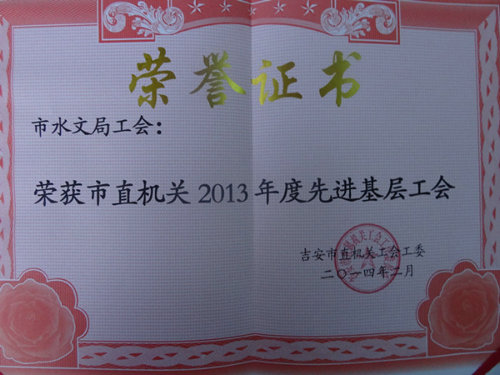 荣誉证书
市水文局工会：
荣获市直机关2013年度先进基层工会
吉安市直机关工会工委
二〇一四年二月